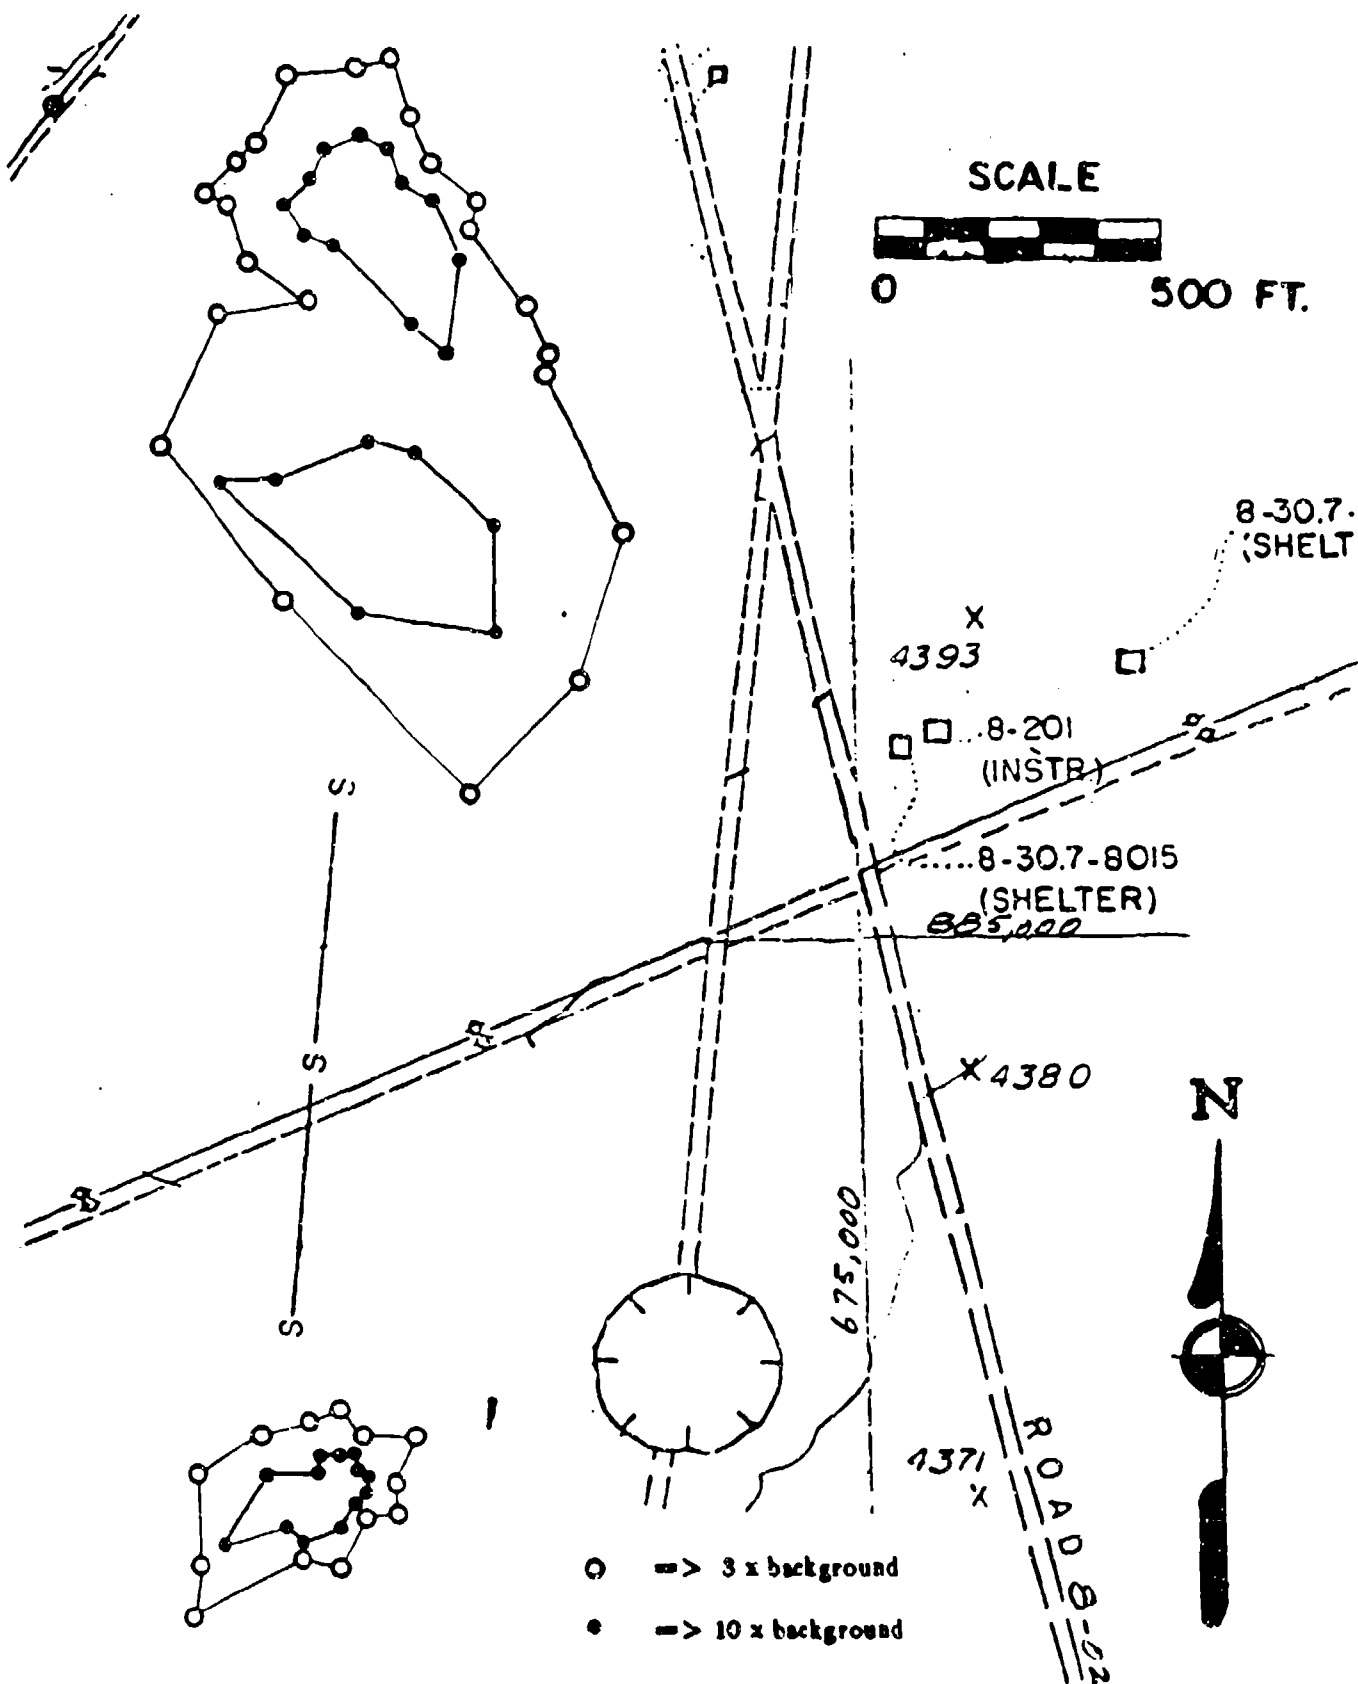 SCALE
0 500 FT.
8-30.7-
(SHELT
X
4393
8-201
(INSTR.)
S
8-30.7-8015
(SHELTER)
885,000
S
X 4380
N
675,000
S
4371
X
ROAD 8-02
○ => 3 x background
● => 10 x background